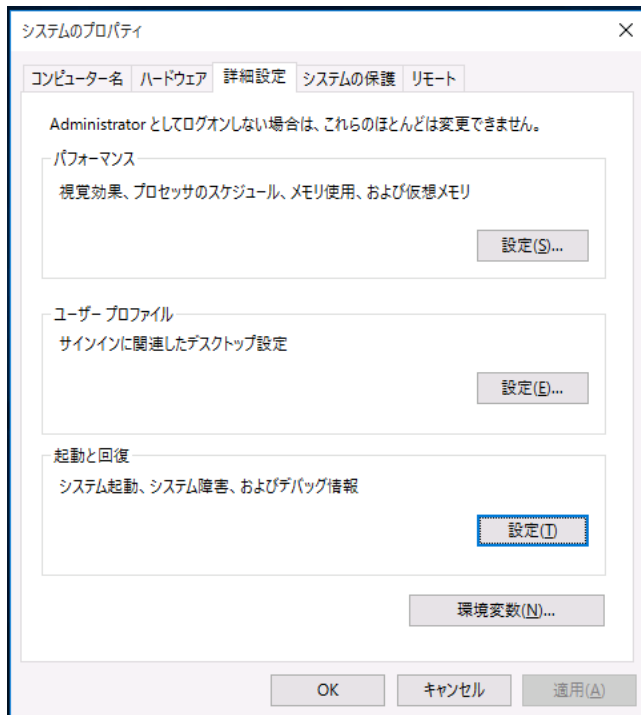 システムのプロパティ
コンピューター名 ハードウェア 詳細設定 システムの保護 リモート
Administrator としてログオンしない場合は、これらのほとんどは変更できません。
パフォーマンス
視覚効果、プロセッサのスケジュール、メモリ使用、および仮想メモリ
設定(S)...
ユーザー プロファイル
サインインに関連したデスクトップ設定
設定(E)...
起動と回復
システム起動、システム障害、およびデバッグ情報
設定(T)
環境変数(N)...
OK キャンセル 適用(A)